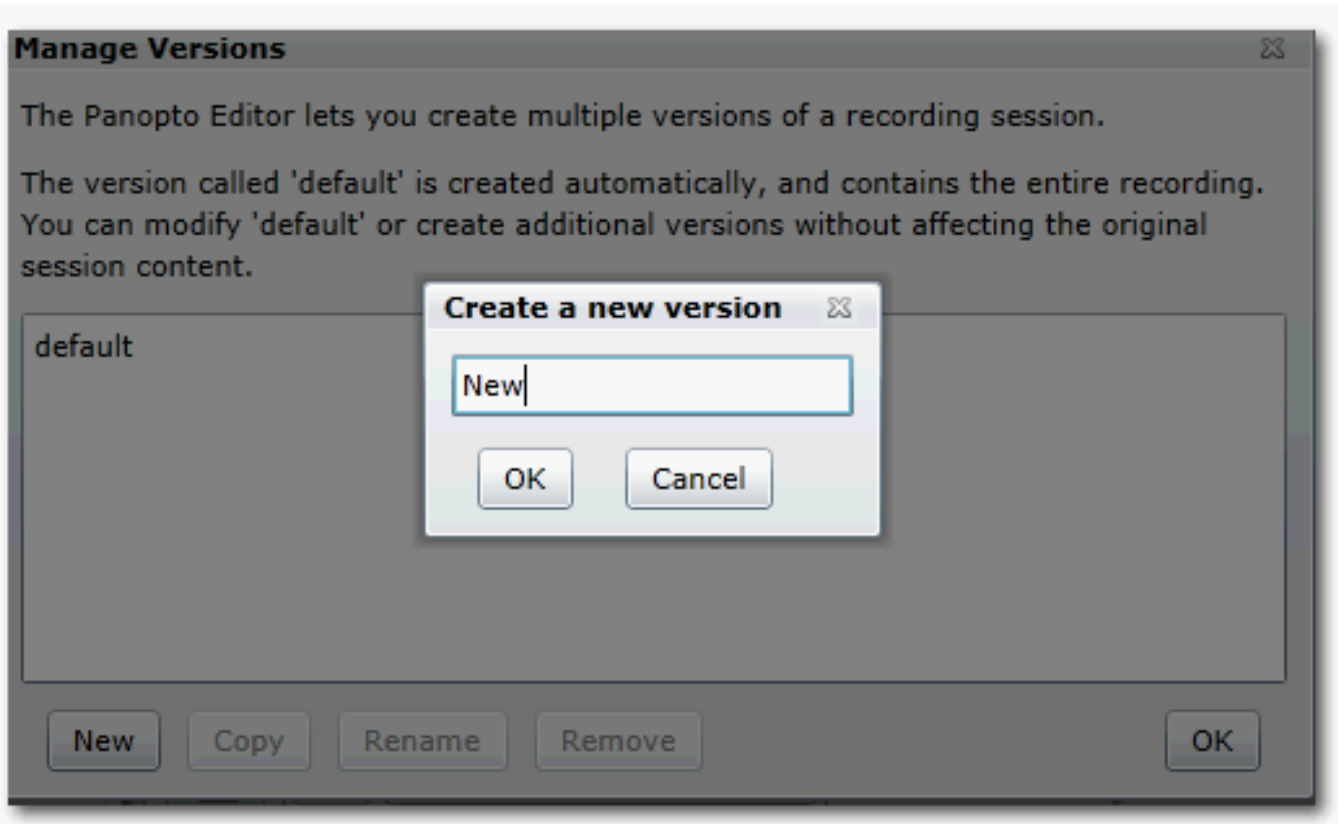 Manage Versions
The Panopto Editor lets you create multiple versions of a recording session.
The version called 'default' is created automatically, and contains the entire recording.
You can modify 'default' or create additional versions without affecting the original
session content.
Create a new version
default
New
OK Cancel
New Copy Rename Remove OK